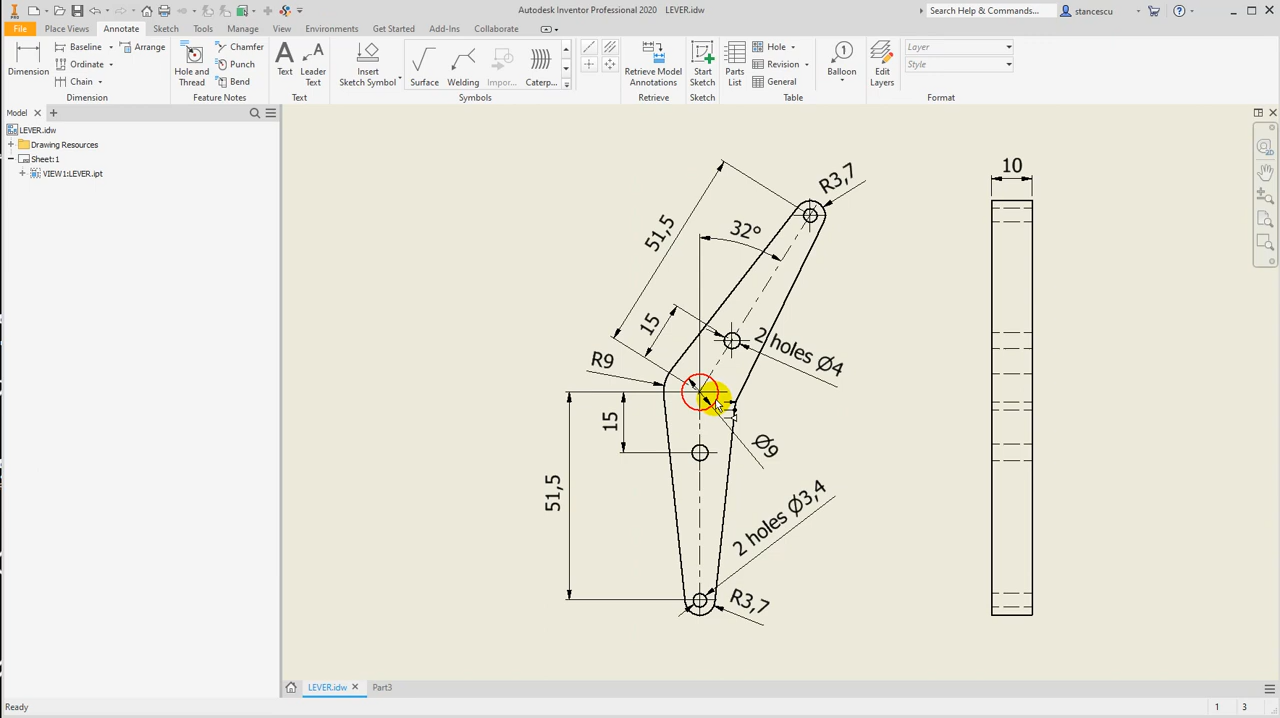 Autodesk Inventor Professional 2020 LEVER.idw
Search Help & Commands...
stancescu
PRO
File
Place Views
Annotate
Sketch
Tools
Manage
View
Environments
Get Started
Add-Ins
Collaborate
Dimension
Baseline
Arrange
Ordinate
Chain
Dimension
Hole and
Thread
Chamfer
Punch
Bend
Feature Notes
Text
Leader
Text
Text
Insert
Sketch Symbol
Surface
Welding
Impor...
Caterp...
Symbols
Retrieve Model
Annotations
Retrieve
Start
Sketch
Sketch
Parts
List
Hole
Revision
General
Table
1
Balloon
Edit
Layers
Layer
Style
Format
Model
LEVER.idw
Drawing Resources
Sheet:1
VIEW1:LEVER.ipt
51,5
32°
R3,7
10
15
2 holes Ø4
R9
15
Ø9
51,5
2 holes Ø3,4
R3,7
LEVER.idw
Part3
Ready
1
3